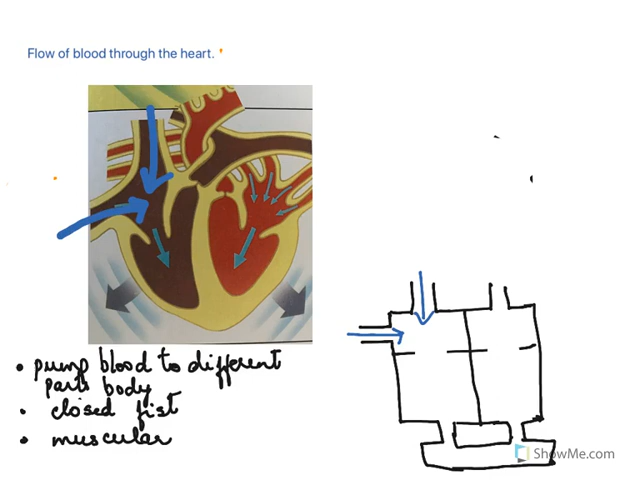 Flow of blood through the heart.
• pump blood to different
parts body
• closed fist
• muscular
ShowMe.com